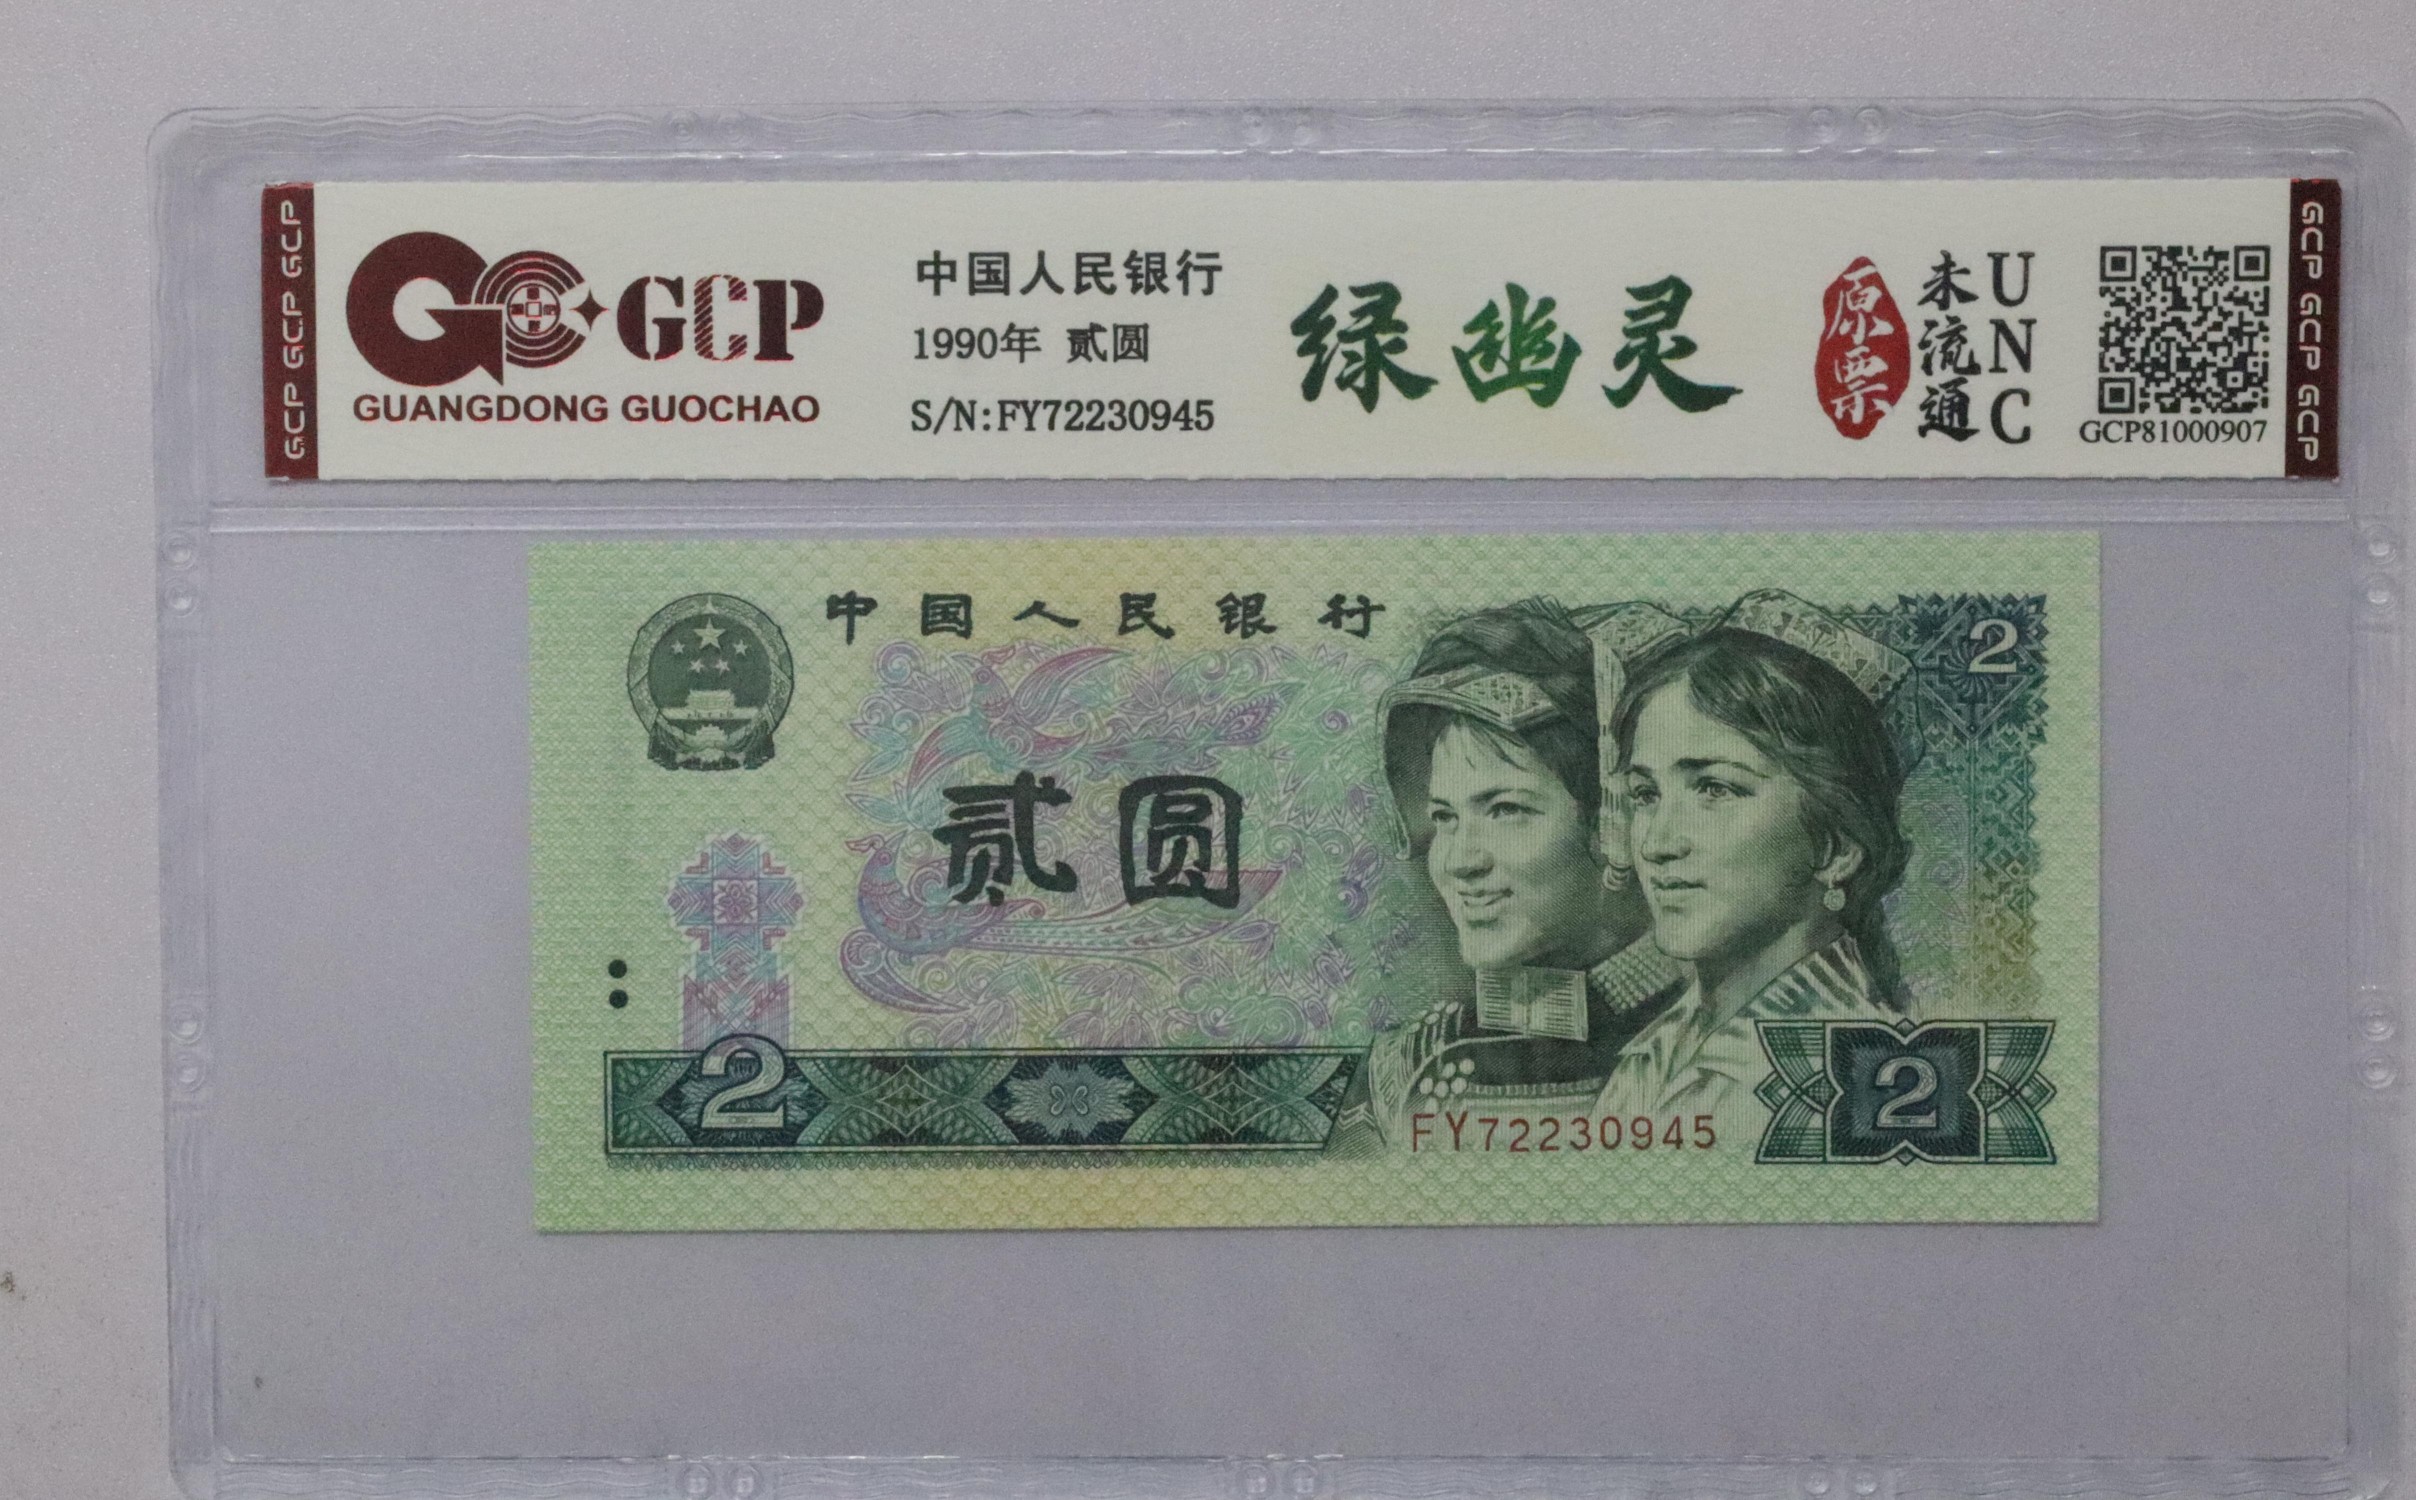 GCP GCP GCP
GCP
GUANGDONG GUOCHAO
中国人民银行
1990年 贰圆
S/N:FY72230945
绿幽灵
原票
未流通
UNC
GCP81000907
GCP GCP GCP
中国人民银行
2
贰圆
2
FY72230945
2